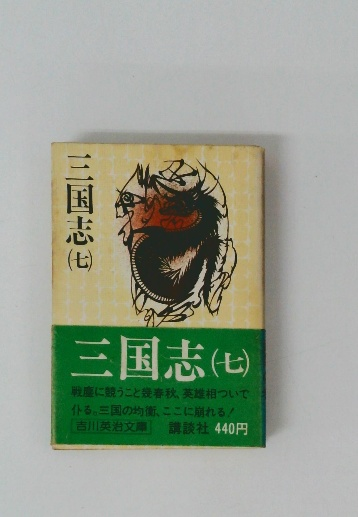 三国志
(七)
三国志(七)
戦塵に競うこと幾春秋、英雄相ついで
仆る。三国の均衡、ここに崩れる!
吉川英治文庫 講談社 440円